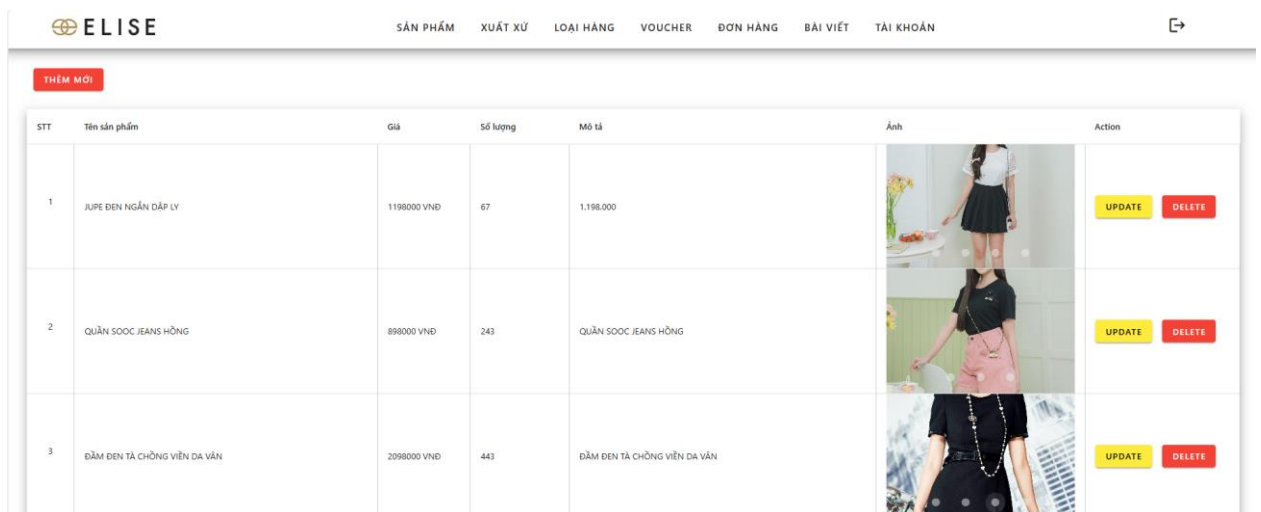 ELISE SẢN PHẨM XUẤT XỨ LOẠI HÀNG VOUCHER ĐƠN HÀNG BÀI VIẾT TÀI KHOẢN
THÊM MỚI
STT Tên sản phẩm Giá Số lượng Mô tả Ảnh Action
1 JUPE ĐEN NGẮN DẬP LY 1198000 VNĐ 67 1.198.000 UPDATE DELETE
2 QUẦN SOOC JEANS HỒNG 898000 VNĐ 243 QUẦN SOOC JEANS HỒNG UPDATE DELETE
3 ĐẦM ĐEN TÀ CHỒNG VIỀN DA VÂN 2098000 VNĐ 443 ĐẦM ĐEN TÀ CHỒNG VIỀN DA VÂN UPDATE DELETE